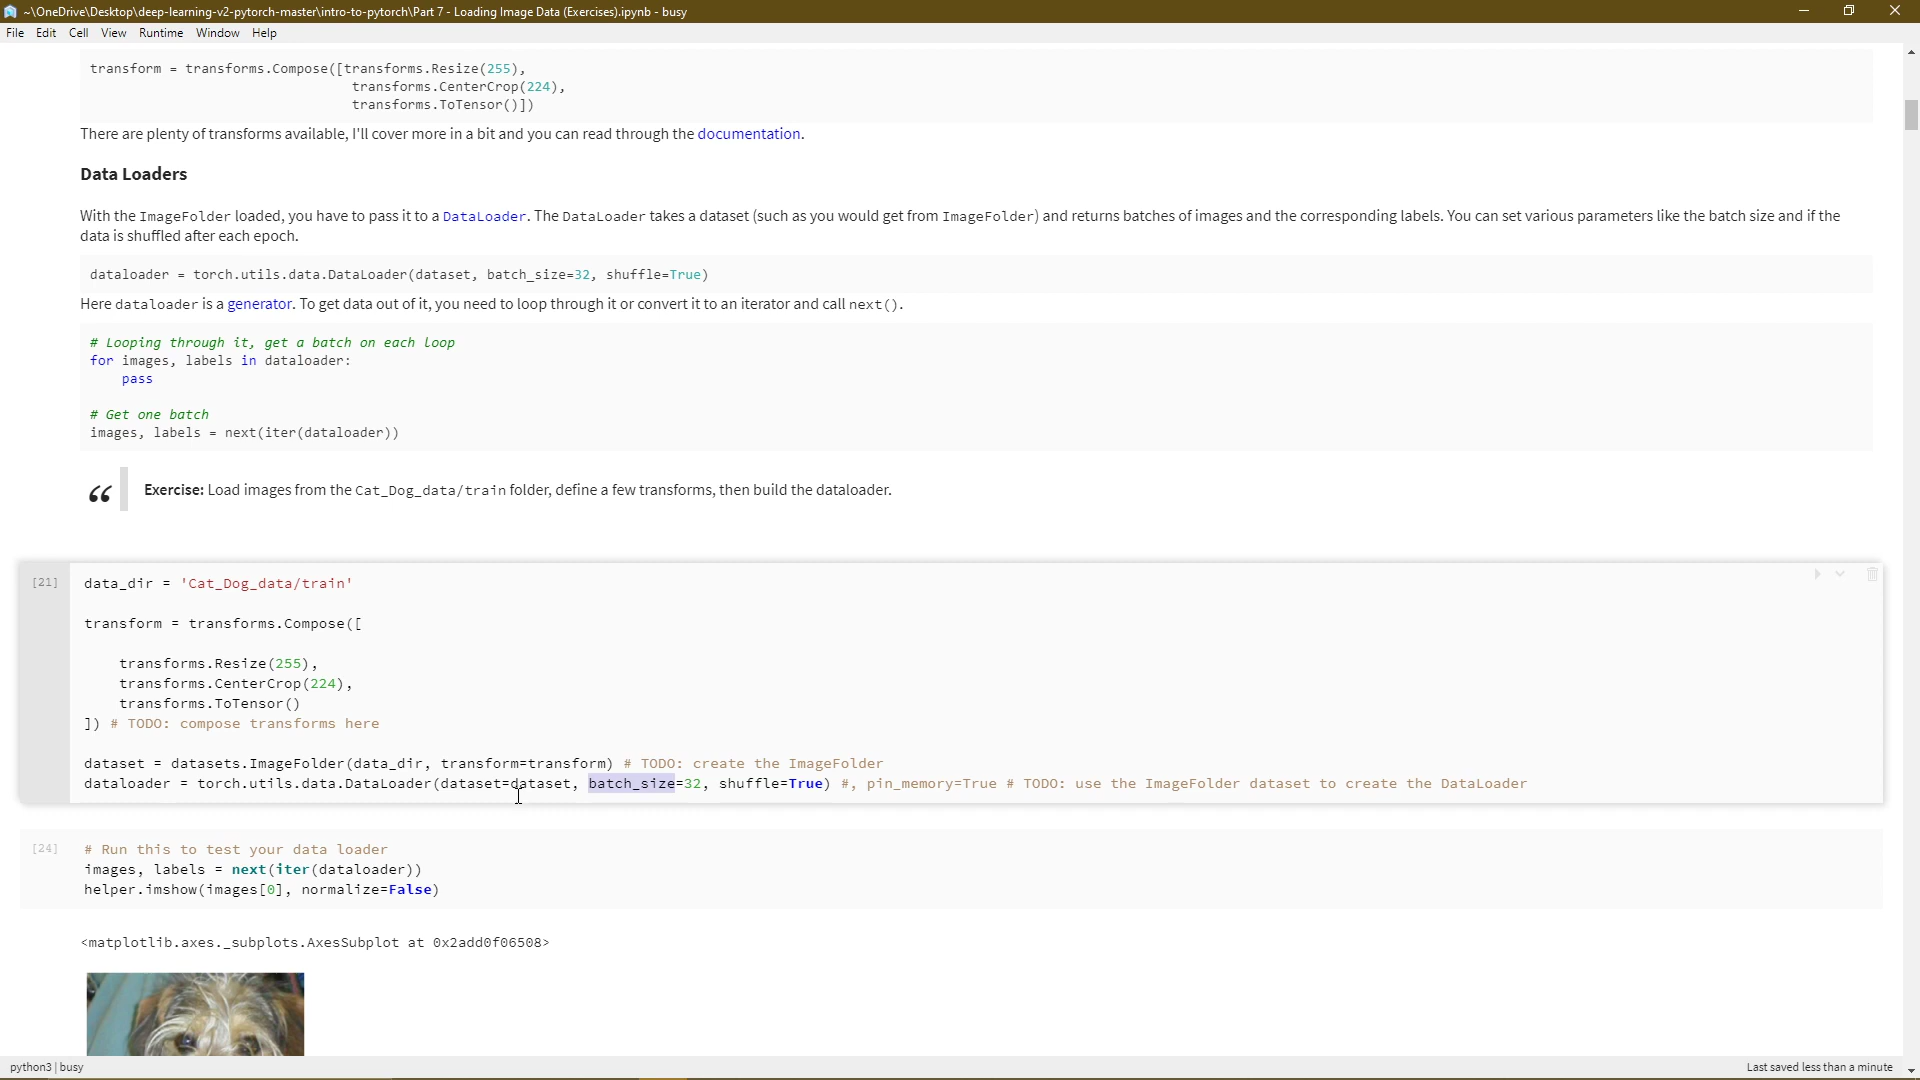 ~\OneDrive\Desktop\deep-learning-v2-pytorch-master\intro-to-pytorch\Part 7 - Loading Image Data (Exercises).ipynb - busy
File Edit Cell View Runtime Window Help
transform = transforms.Compose([transforms.Resize(255),
transforms.CenterCrop(224),
transforms.ToTensor()])
There are plenty of transforms available, I'll cover more in a bit and you can read through the documentation.
Data Loaders
With the ImageFolder loaded, you have to pass it to a DataLoader. The DataLoader takes a dataset (such as you would get from ImageFolder) and returns batches of images and the corresponding labels. You can set various parameters like the batch size and if the
data is shuffled after each epoch.
dataloader = torch.utils.data.DataLoader(dataset, batch_size=32, shuffle=True)
Here dataloader is a generator. To get data out of it, you need to loop through it or convert it to an iterator and call next().
# Looping through it, get a batch on each loop
for images, labels in dataloader:
pass
# Get one batch
images, labels = next(iter(dataloader))
“ Exercise: Load images from the Cat_Dog_data/train folder, define a few transforms, then build the dataloader.
[21] data_dir = 'Cat_Dog_data/train'
transform = transforms.Compose([
transforms.Resize(255),
transforms.CenterCrop(224),
transforms.ToTensor()
]) # TODO: compose transforms here
dataset = datasets.ImageFolder(data_dir, transform=transform) # TODO: create the ImageFolder
dataloader = torch.utils.data.DataLoader(dataset=dataset, batch_size=32, shuffle=True) #, pin_memory=True # TODO: use the ImageFolder dataset to create the DataLoader
[24] # Run this to test your data loader
images, labels = next(iter(dataloader))
helper.imshow(images[0], normalize=False)
<matplotlib.axes._subplots.AxesSubplot at 0x2add0f06508>
python3 | busy
Last saved less than a minute